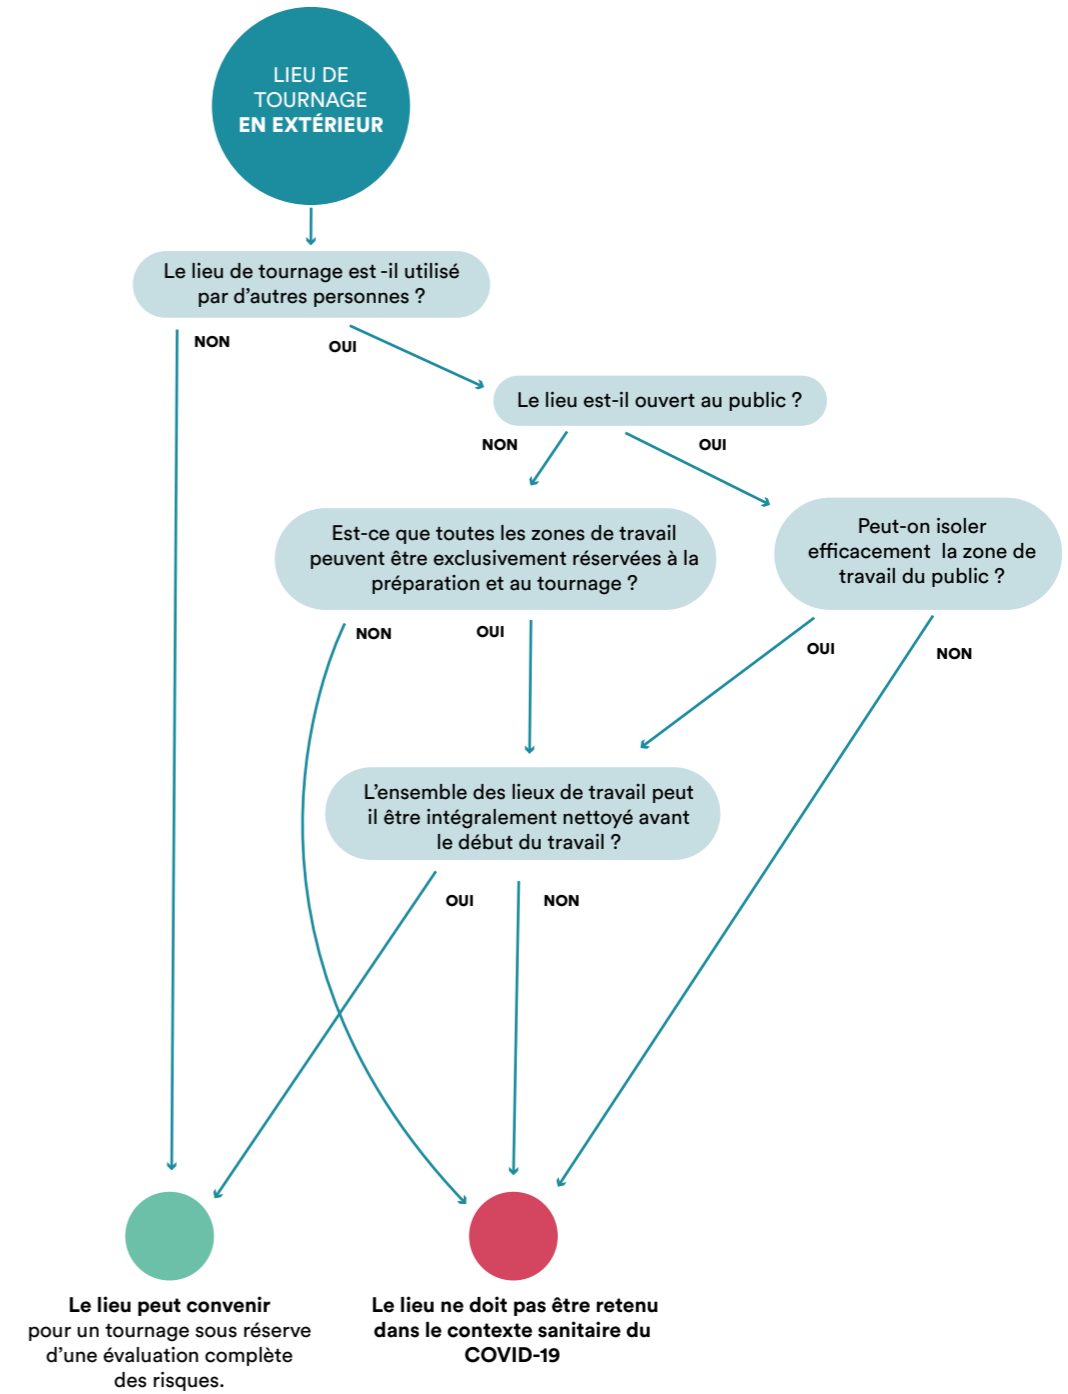 LIEU DE
TOURNAGE
EN EXTÉRIEUR
Le lieu de tournage est -il utilisé
par d’autres personnes ?
NON
OUI
Le lieu est-il ouvert au public ?
NON
OUI
Est-ce que toutes les zones de travail
peuvent être exclusivement réservées à la
préparation et au tournage ?
Peut-on isoler
efficacement la zone de
travail du public ?
NON
OUI
OUI
NON
L’ensemble des lieux de travail peut
il être intégralement nettoyé avant
le début du travail ?
OUI
NON
Le lieu peut convenir
pour un tournage sous réserve
d’une évaluation complète
des risques.
Le lieu ne doit pas être retenu
dans le contexte sanitaire du
COVID-19